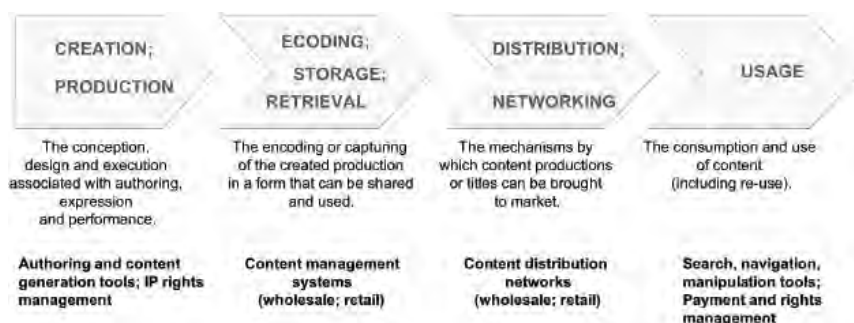 CREATION;
PRODUCTION
ECODING;
STORAGE;
RETRIEVAL
DISTRIBUTION;
NETWORKING
USAGE
The conception,
design and execution
associated with authoring,
expression
and performance.
The encoding or capturing
of the created production
in a form that can be shared
and used.
The mechanisms by
which content productions
or titles can be brought
to market.
The consumption and use
of content
(including re-use).
Authoring and content
generation tools; IP rights
management
Content management
systems
(wholesale; retail)
Content distribution
networks
(wholesale; retail)
Search, navigation,
manipulation tools;
Payment and rights
management